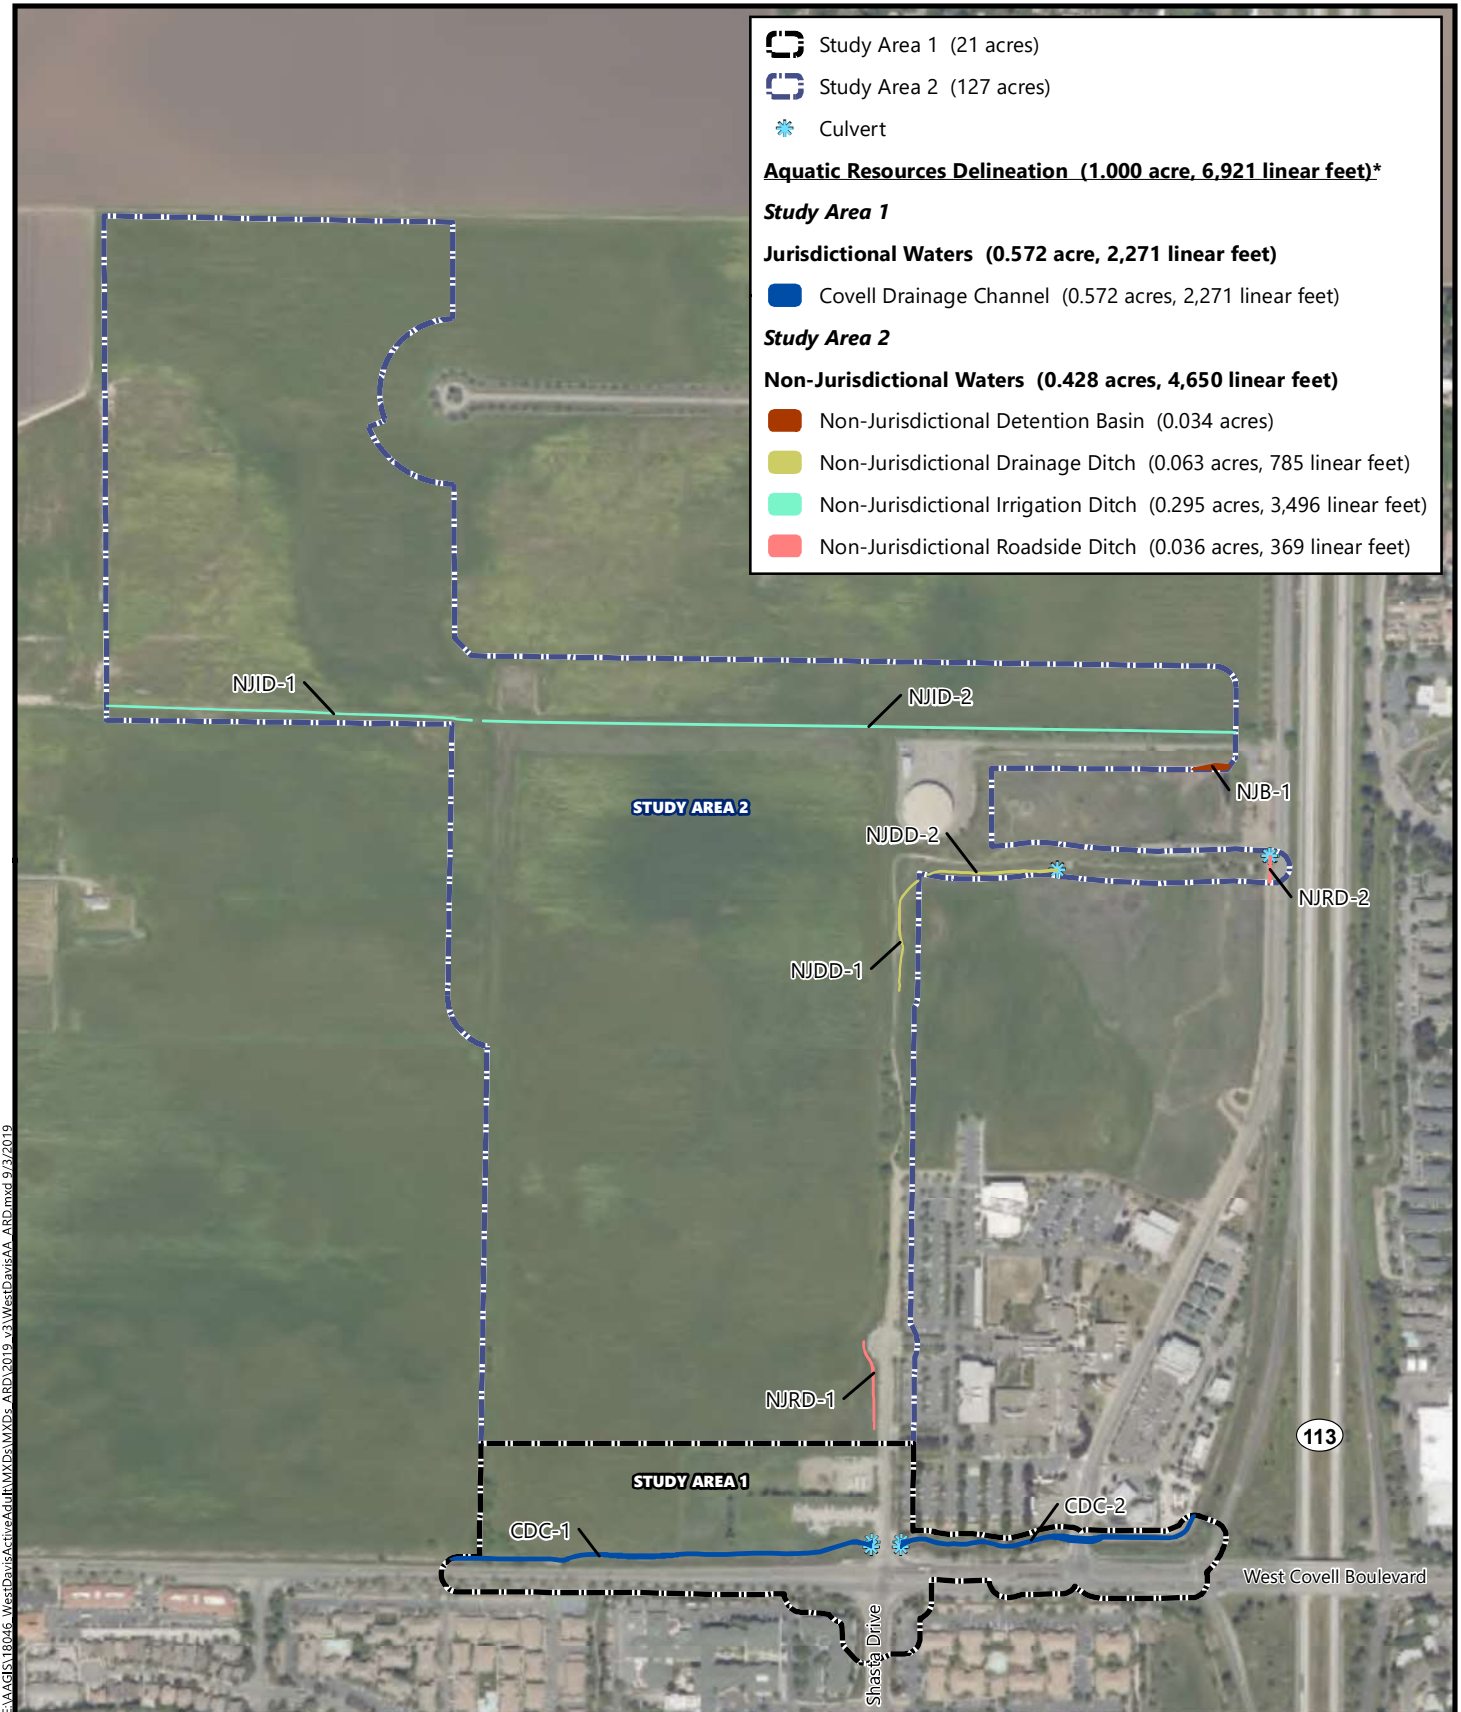 Study Area 1 (21 acres)
Study Area 2 (127 acres)
Culvert
Aquatic Resources Delineation (1.000 acre, 6,921 linear feet)*
Study Area 1
Jurisdictional Waters (0.572 acre, 2,271 linear feet)
Covell Drainage Channel (0.572 acres, 2,271 linear feet)
Study Area 2
Non-Jurisdictional Waters (0.428 acres, 4,650 linear feet)
Non-Jurisdictional Detention Basin (0.034 acres)
Non-Jurisdictional Drainage Ditch (0.063 acres, 785 linear feet)
Non-Jurisdictional Irrigation Ditch (0.295 acres, 3,496 linear feet)
Non-Jurisdictional Roadside Ditch (0.036 acres, 369 linear feet)
NJID-1
NJID-2
NJB-1
STUDY AREA 2
NJDD-2
NJRD-2
NJDD-1
NJRD-1
113
STUDY AREA 1
CDC-2
CDC-1
West Covell Boulevard
Shasta Drive
AAGIS\18046_WestDavisActiveAdult\MXDs\MXDs_ARD\2019_v3\WestDavisAA_ARD.mxd 9/3/2019